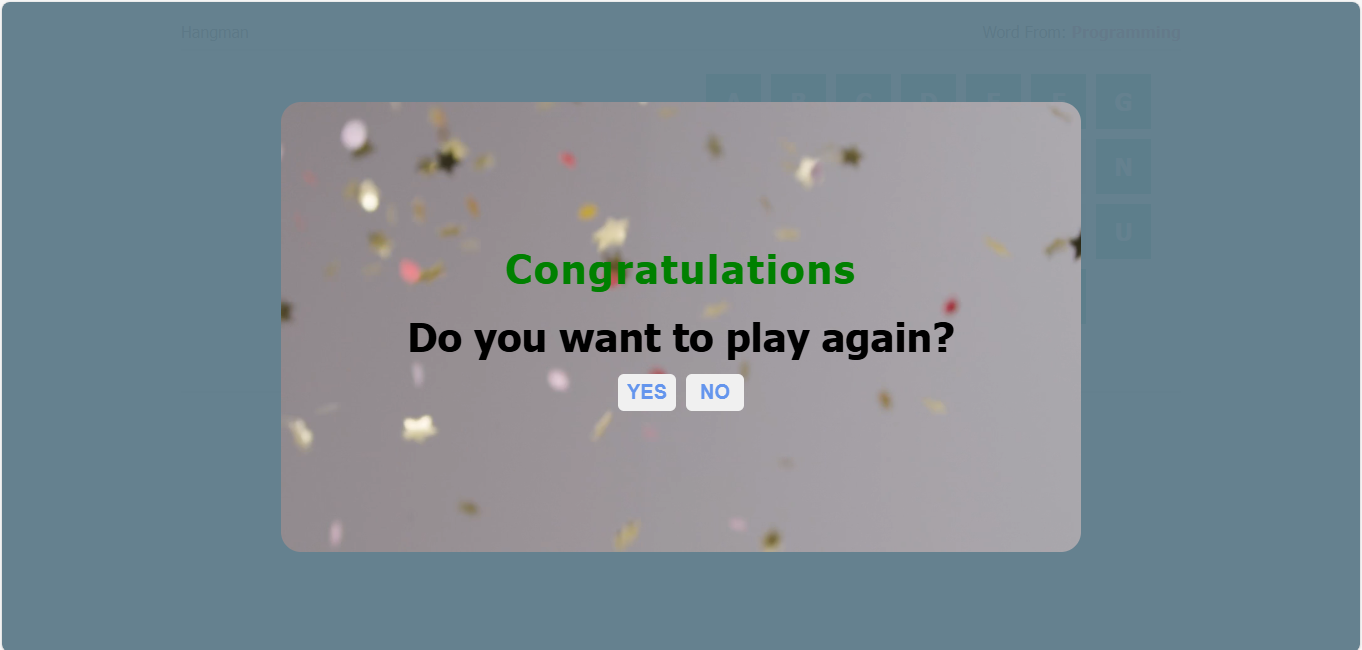 Hangman
Word From: Programming
A B C D E F G
N
U
Congratulations
Do you want to play again?
YES NO